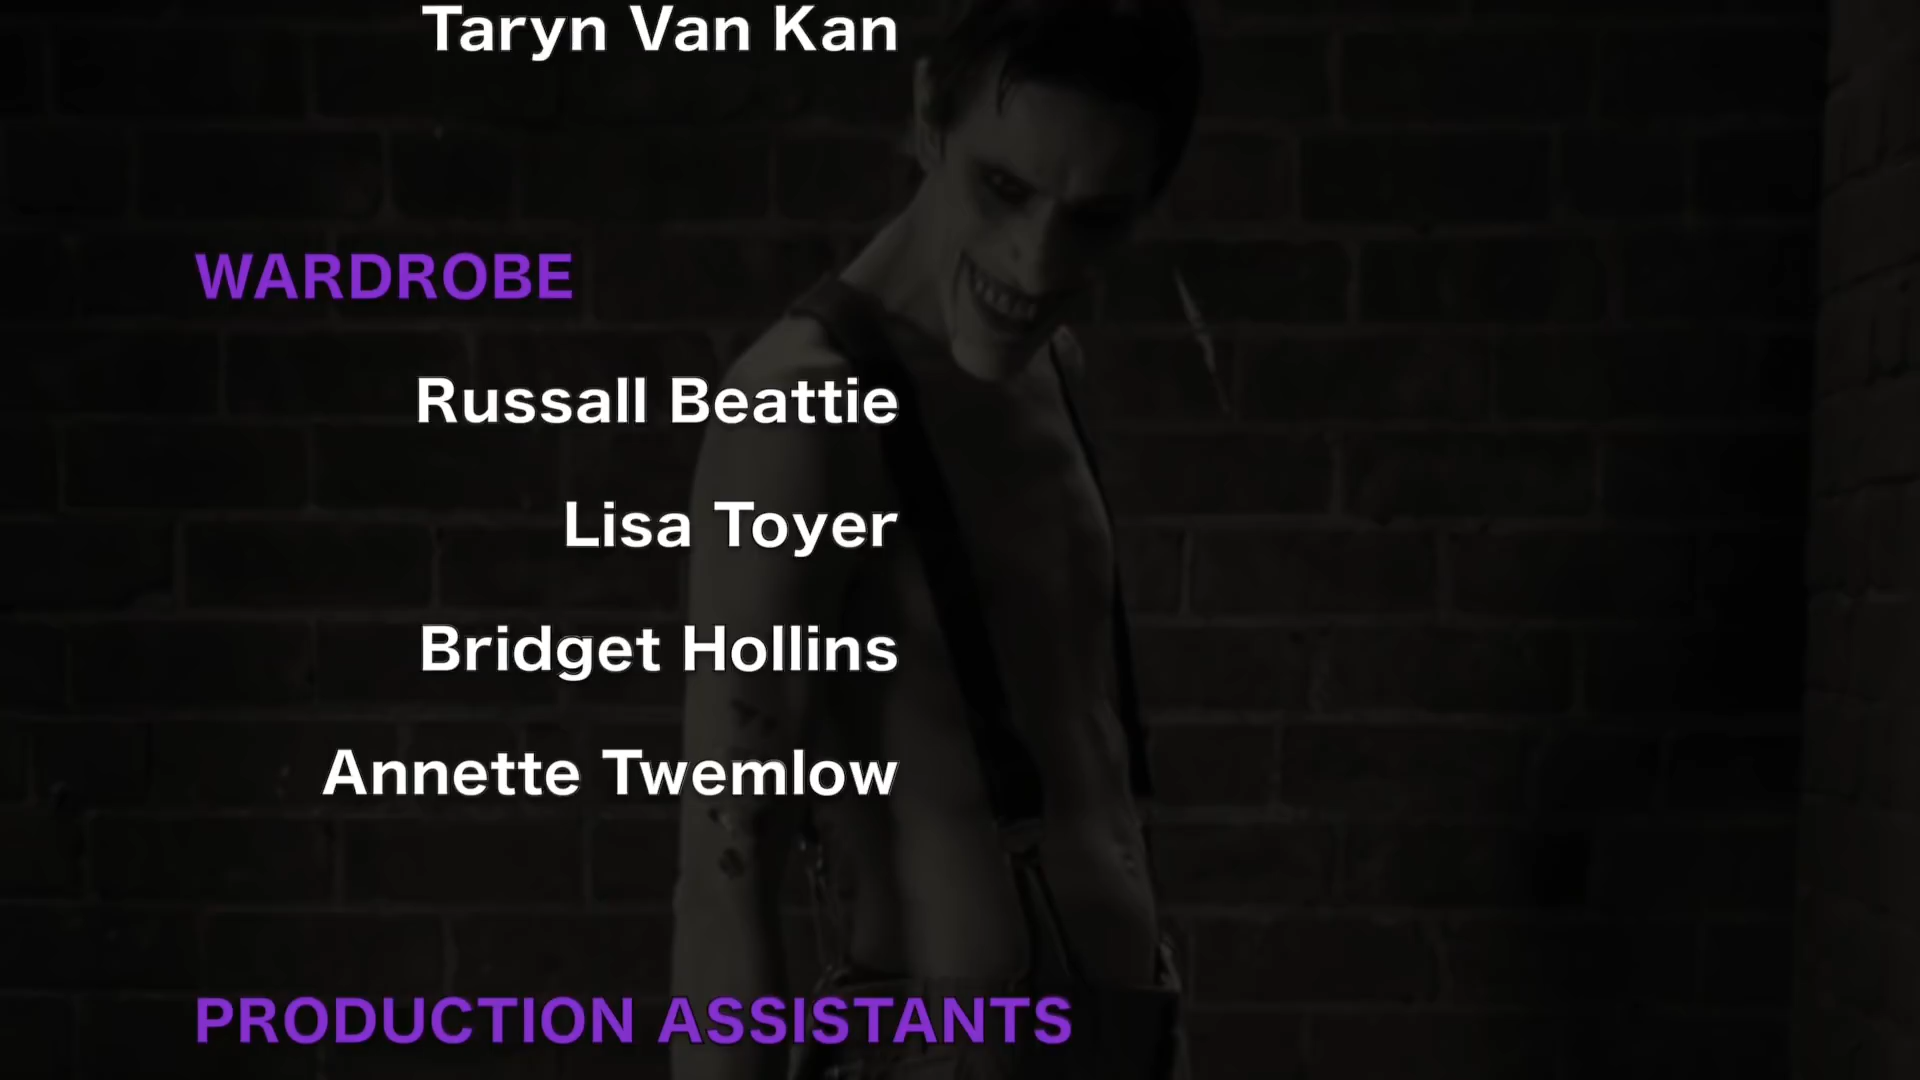 Taryn Van Kan
WARDROBE
Russall Beattie
Lisa Toyer
Bridget Hollins
Annette Twemlow
PRODUCTION ASSISTANTS